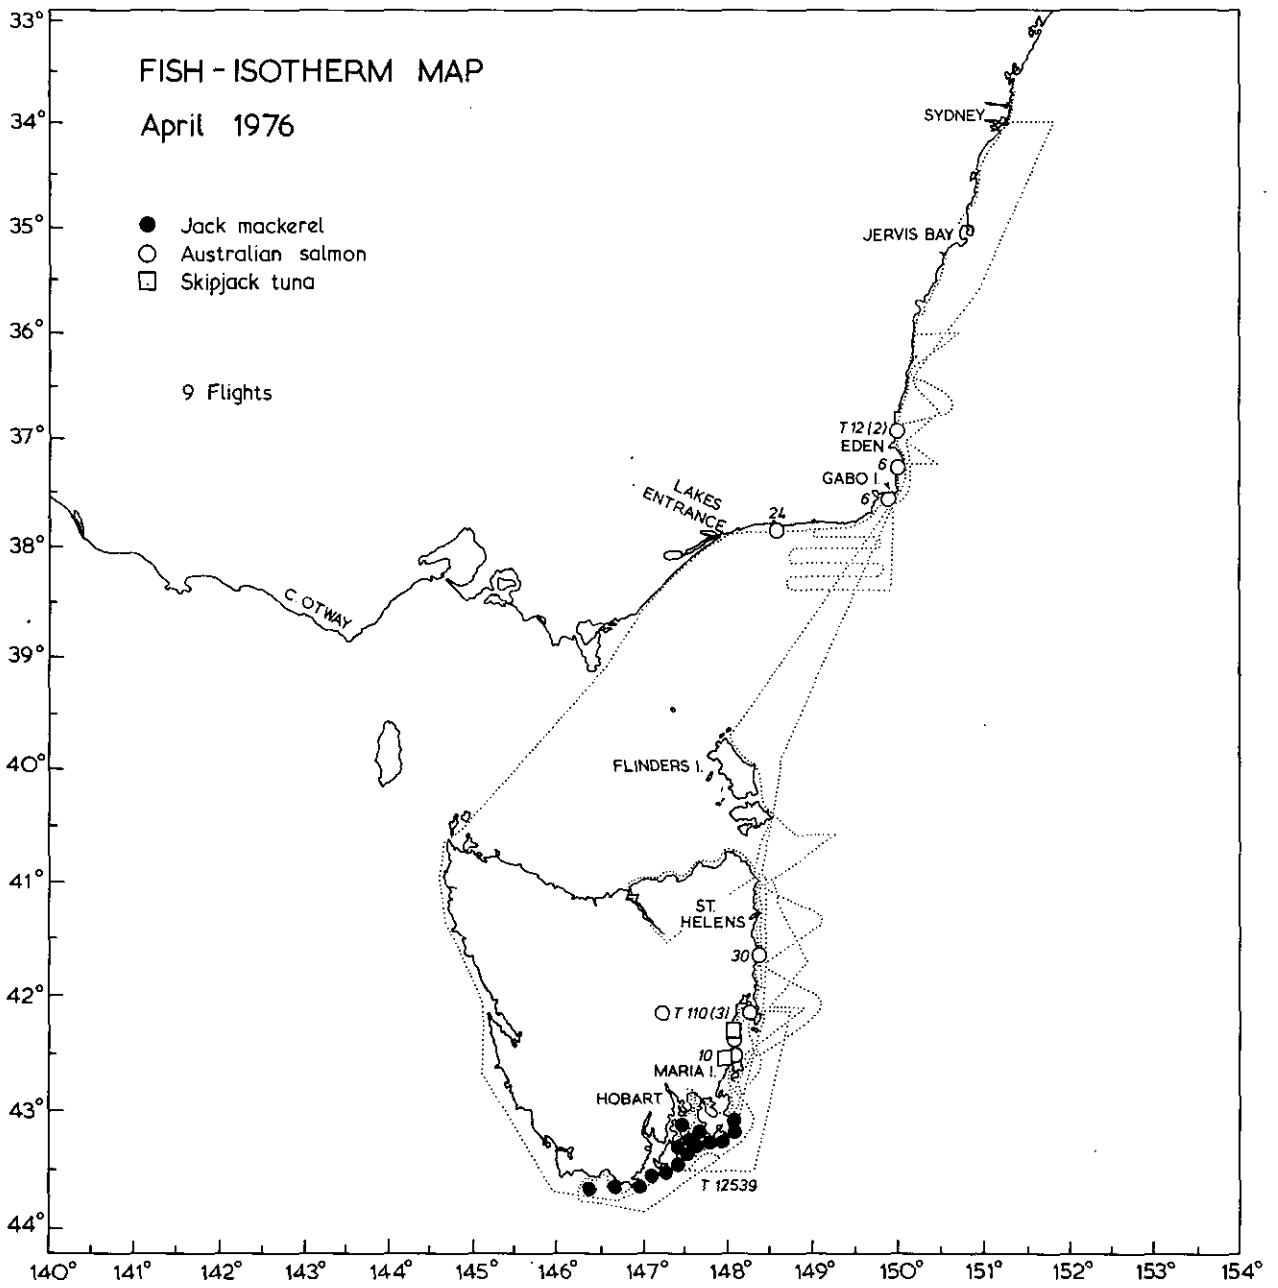 33°
FISH - ISOTHERM MAP
April 1976
SYDNEY
34°
35°
Jack mackerel
JERVIS BAY
Australian salmon
Skipjack tuna
36°
9 Flights
T 12 (2)
37°
EDEN
6
GABO I.
LAKES
ENTRANCE
6
24
38°
C. OTWAY
39°
40°
FLINDERS I.
41°
ST.
HELENS
30
42°
T 110 (3)
10
MARIA I.
HOBART
43°
T 12539
44°
140° 141° 142° 143° 144° 145° 146° 147° 148° 149° 150° 151° 152° 153° 154°